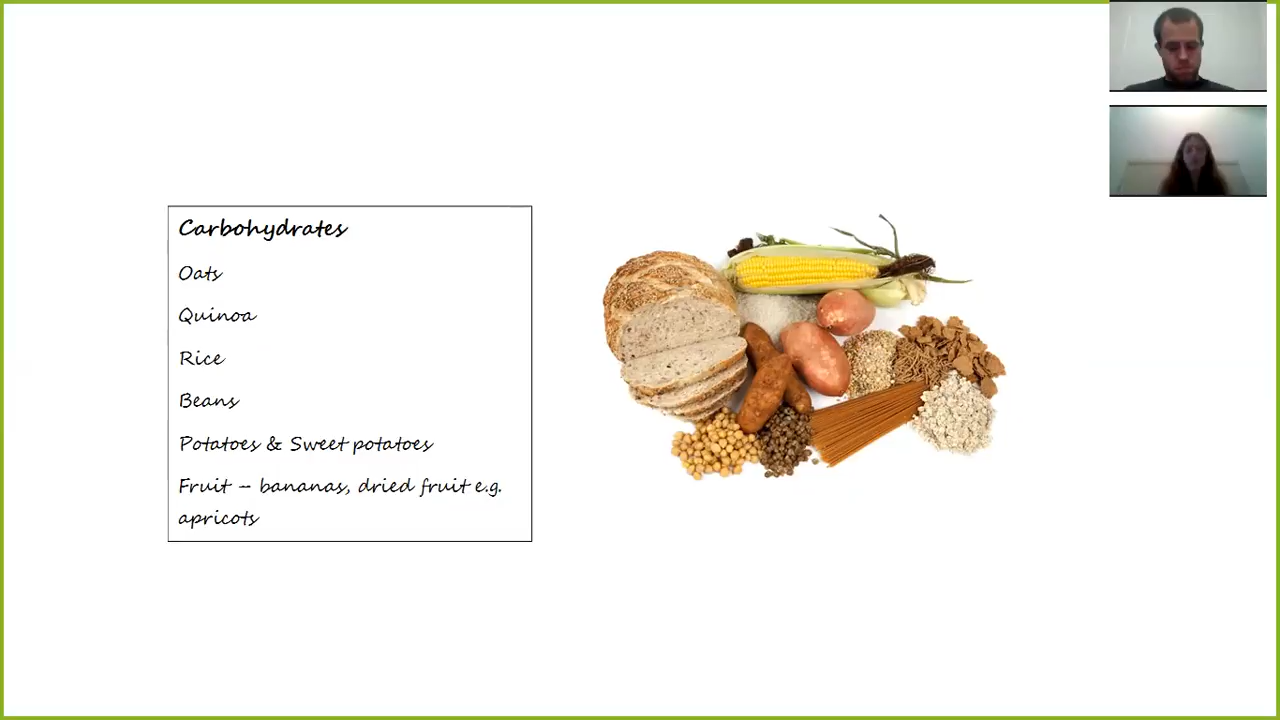 Carbohydrates
Oats
Quinoa
Rice
Beans
Potatoes & Sweet potatoes
Fruit – bananas, dried fruit e.g.
apricots